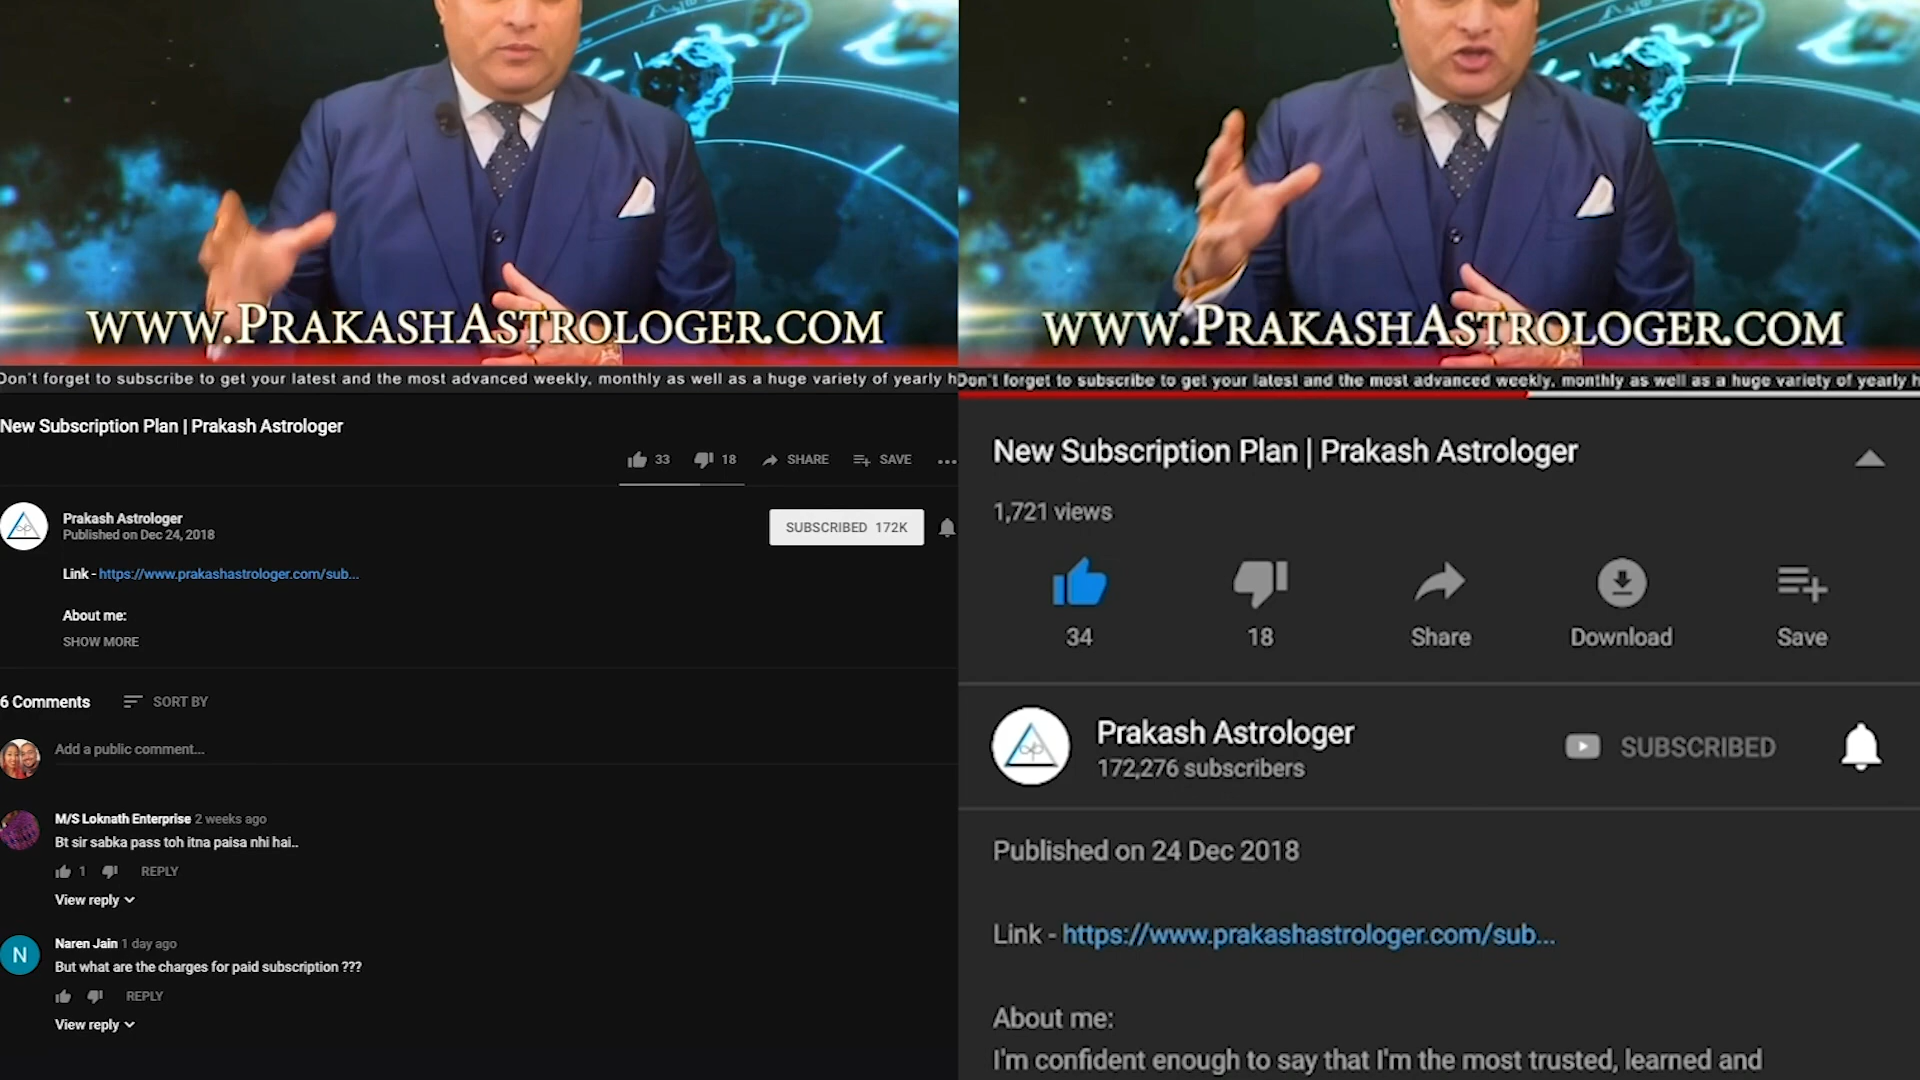 www.PrakashAstrologer.com
Don't forget to subscribe to get your latest and the most advanced weekly, monthly as well as a huge variety of yearly h
New Subscription Plan | Prakash Astrologer
33 18 SHARE SAVE
Prakash Astrologer
Published on Dec 24, 2018
SUBSCRIBED 172K
Link - https://www.prakashastrologer.com/sub...
About me:
SHOW MORE
6 Comments SORT BY
Add a public comment...
M/S Loknath Enterprise 2 weeks ago
Bt sir sabka pass toh itna paisa nhi hai..
1 REPLY
View reply
N
Naren Jain 1 day ago
But what are the charges for paid subscription ???
REPLY
View reply
www.PrakashAstrologer.com
Don't forget to subscribe to get your latest and the most advanced weekly, monthly as well as a huge variety of yearly h
New Subscription Plan | Prakash Astrologer
1,721 views
34 18 Share Download Save
Prakash Astrologer
172,276 subscribers
SUBSCRIBED
Published on 24 Dec 2018
Link - https://www.prakashastrologer.com/sub...
About me:
I'm confident enough to say that I'm the most trusted, learned and